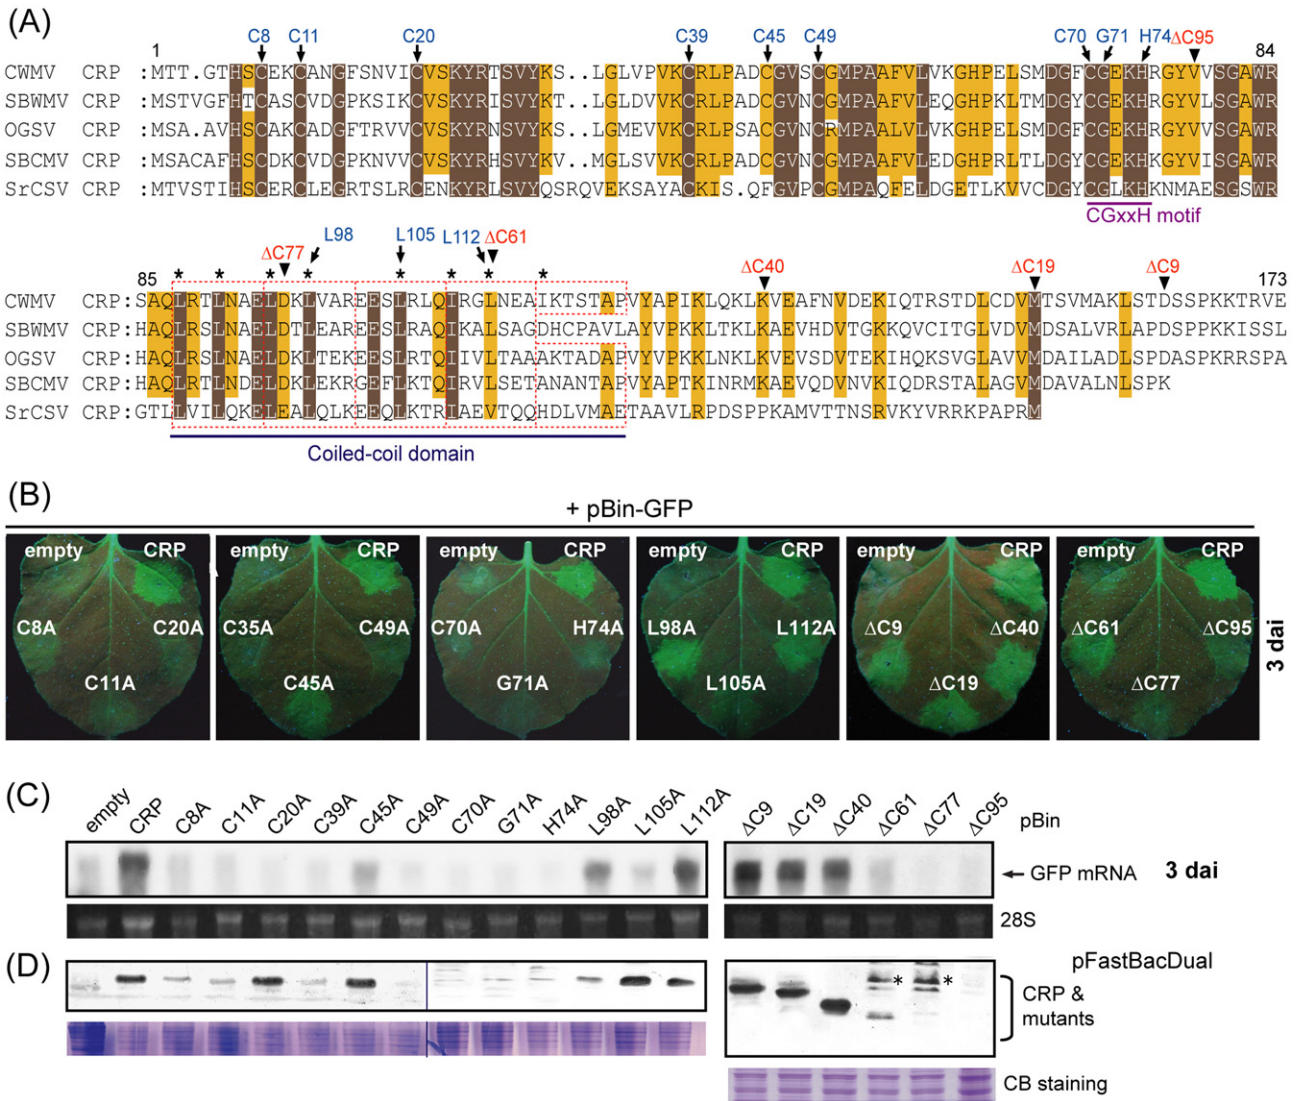 (A)
C8 C11 C20 C39 C45 C49 C70 G71 H74 ΔC95
1 84
CWMV CRP :MTT.GTHSCEKCANGFSNVICVSKYRTSVYKS..LGLVPVKCRLPADCGVSCGMPAAFVLVKGHPELSMDGFCGEKHRGYVVSGAWR
SBWMV CRP :MSTVGFHTCASCVDGPKSIKCVSKYRISVYKT..LGLDVVKCRLPADCGVNCGMPAAFVLEQGHPKLTMDGYCGEKHRGYVLSGAWR
OGSV CRP :MSA.AVHSCAKCADGFTRVVCVSKYRNSVYKS..LGMEVVKCRLPSACGVNCRMPAALVLVKGHPELSMDGFCGEKHRGYVVSGAWR
SBCMV CRP :MSACAFHSCDKCVDGPKNVVCVSKYRHSVYKV..MGLSVVKCRLPADCGVNCGMPAAFVLEDGHPRLTLDGYCGEKHKGYVISGAWR
SrCSV CRP :MTVSTIHSCERCLEGRTSLRCENKYRLSVYQSRQVEKSAYACKIS.QFGVPCGMPAQFELDGETLKVVCDGYCGLKHKNMAESGSWR
CGxxH motif
ΔC77 L98 L105 L112 ΔC61 ΔC40 ΔC19 ΔC9
85 * * * * * * * * 173
CWMV CRP:SAQLRTLNAELDKLVAREESLRLQIRGLNEAIKTSTAPVYAPIKLQKLKVEAFNVDEKIQTRSTDLCDVMTSVMAKLSTDSSPKKTRVE
SBWMV CRP:HAQLRSLNAELDTLEAREESLRAQIKALSAGDHCPAVLAYVPKKLTKLKAEVHDVTGKKQVCITGLVDVMDSALVRLAPDSPPKKISSL
OGSV CRP:HAQLRSLNAELDKLTEKEESLRTQIIVLTAAAKTADAPVYVPKKLNKLKVEVSDVTEKIHQKSVGLAVVMDAILADLSPDASPKRRSPA
SBCMV CRP:HAQLRTLNDELDKLEKRGEFLKTQIRVLSETANANTAPVYAPTKINRMKAEVQDVNVKIQDRSTALAGVMDAVALNLSPK
SrCSV CRP:GTLLVILQKELEALQLKEEQLKTRIAEVTQQHDLVMAETAAVLRPDSPPKAMVTTNSRVKYVRRKPAPRM
Coiled-coil domain
(B)
+ pBin-GFP
empty CRP empty CRP empty CRP empty CRP empty CRP empty CRP
C8A C20A C35A C49A C70A H74A L98A L112A ΔC9 ΔC40 ΔC61 ΔC95
C11A C45A G71A L105A ΔC19 ΔC77
3 dai
(C)
empty CRP C8A C11A C20A C39A C45A C49A C70A G71A H74A L98A L105A L112A ΔC9 ΔC19 ΔC40 ΔC61 ΔC77 ΔC95 pBin
GFP mRNA 3 dai
28S
(D)
pFastBacDual
* *
CRP & mutants
CB staining